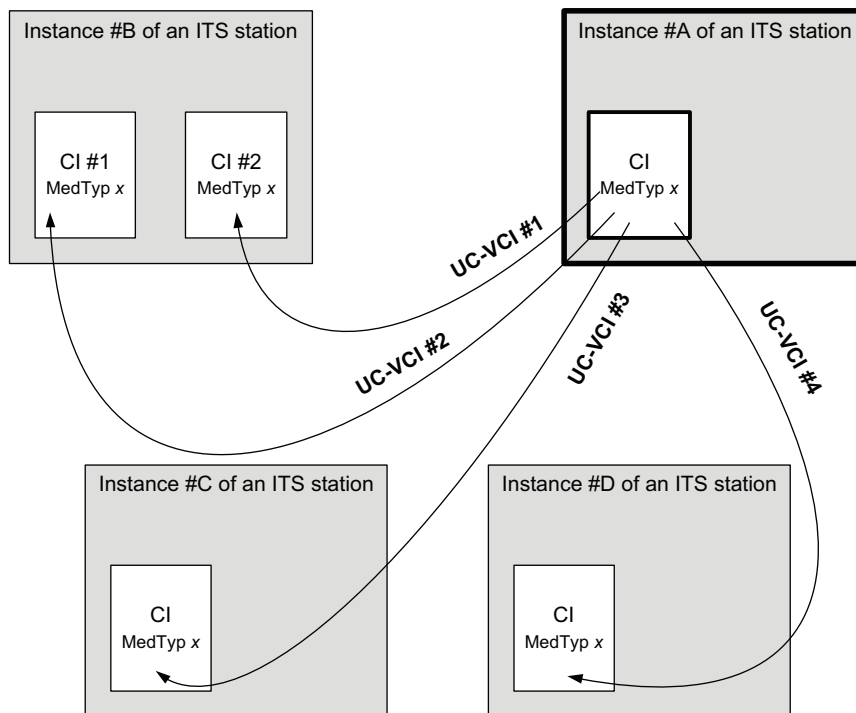 Instance #B of an ITS station
CI #1
MedTyp x
CI #2
MedTyp x
Instance #A of an ITS station
CI
MedTyp x
UC-VCI #1
UC-VCI #2
UC-VCI #3
UC-VCI #4
Instance #C of an ITS station
CI
MedTyp x
Instance #D of an ITS station
CI
MedTyp x